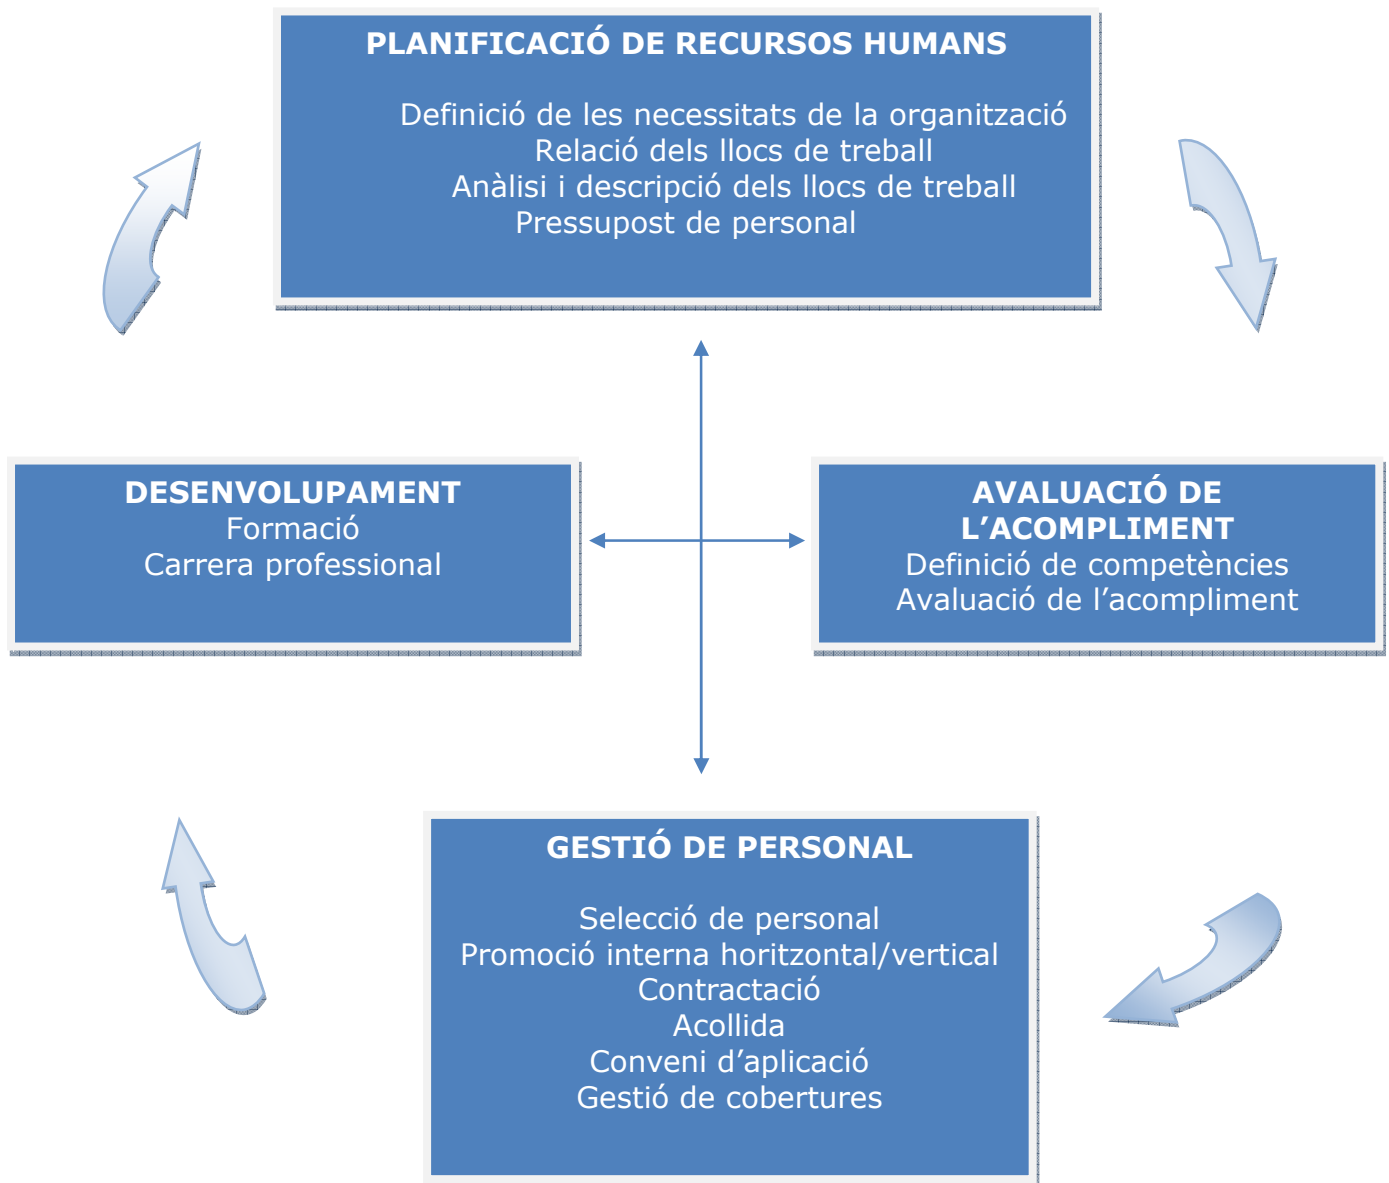 PLANIFICACIÓ DE RECURSOS HUMANS
Definició de les necessitats de la organització
Relació dels llocs de treball
Anàlisi i descripció dels llocs de treball
Pressupost de personal
DESENVOLUPAMENT
Formació
Carrera professional
AVALUACIÓ DE
L’ACOMPLIMENT
Definició de competències
Avaluació de l’acompliment
GESTIÓ DE PERSONAL
Selecció de personal
Promoció interna horitzontal/vertical
Contractació
Acollida
Conveni d’aplicació
Gestió de cobertures